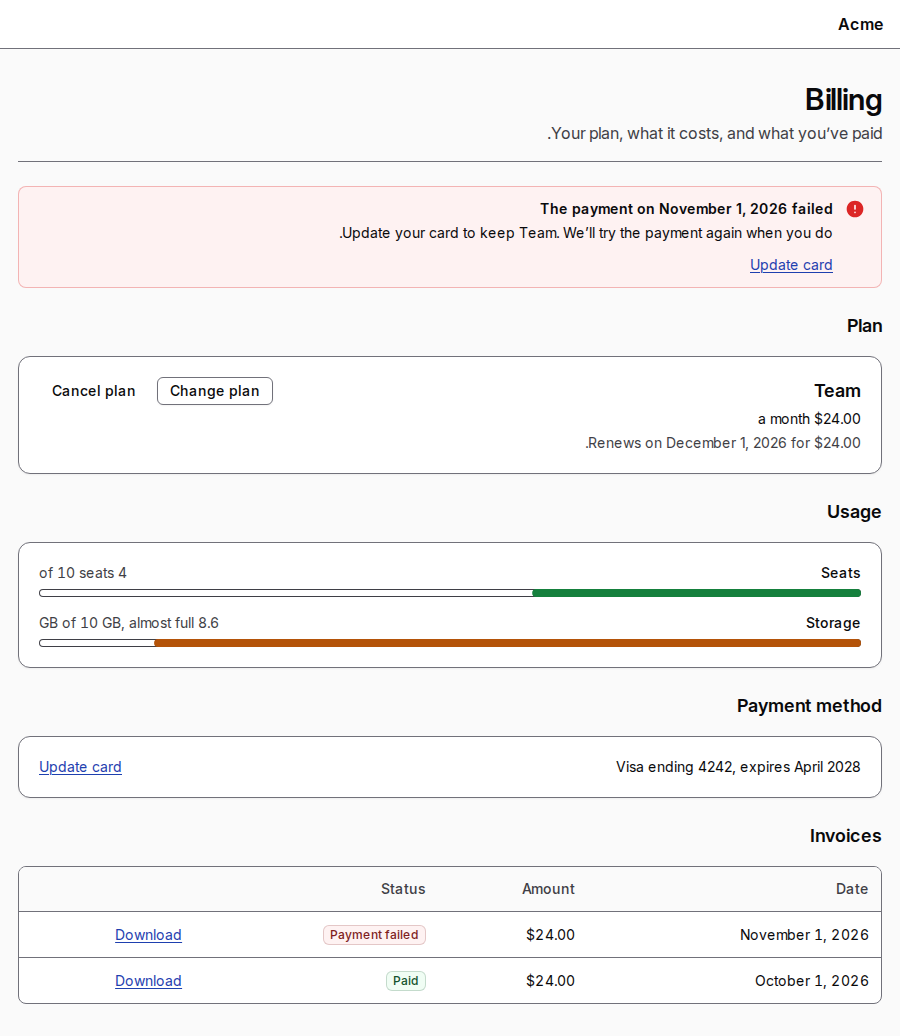 Acme
Billing
.Your plan, what it costs, and what you’ve paid
The payment on November 1, 2026 failed
.Update your card to keep Team. We’ll try the payment again when you do
Update card
Plan
Team
a month $24.00
.Renews on December 1, 2026 for $24.00
Change plan
Cancel plan
Usage
Seats
of 10 seats 4
Storage
GB of 10 GB, almost full 8.6
Payment method
Visa ending 4242, expires April 2028
Update card
Invoices
Date
Amount
Status
November 1, 2026
$24.00
Payment failed
Download
October 1, 2026
$24.00
Paid
Download